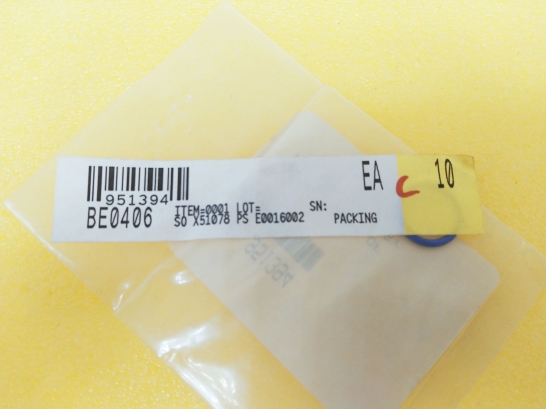 EA 10
951394
BE0406 ITEM=0001 LOT= SN:
SO X51078 PS E0016002 PACKING